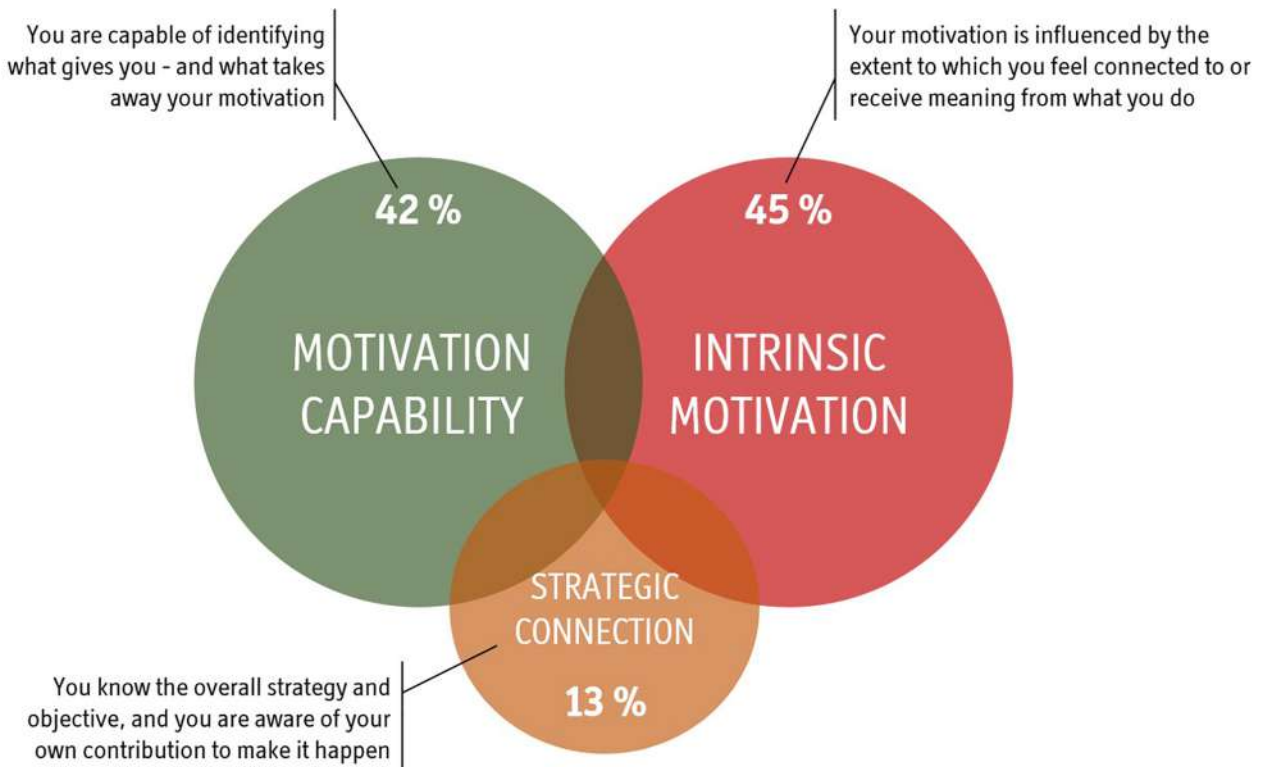 You are capable of identifying
what gives you - and what takes
away your motivation
Your motivation is influenced by the
extent to which you feel connected to or
receive meaning from what you do
42 %
45 %
MOTIVATION
CAPABILITY
INTRINSIC
MOTIVATION
STRATEGIC
CONNECTION
13 %
You know the overall strategy and
objective, and you are aware of your
own contribution to make it happen